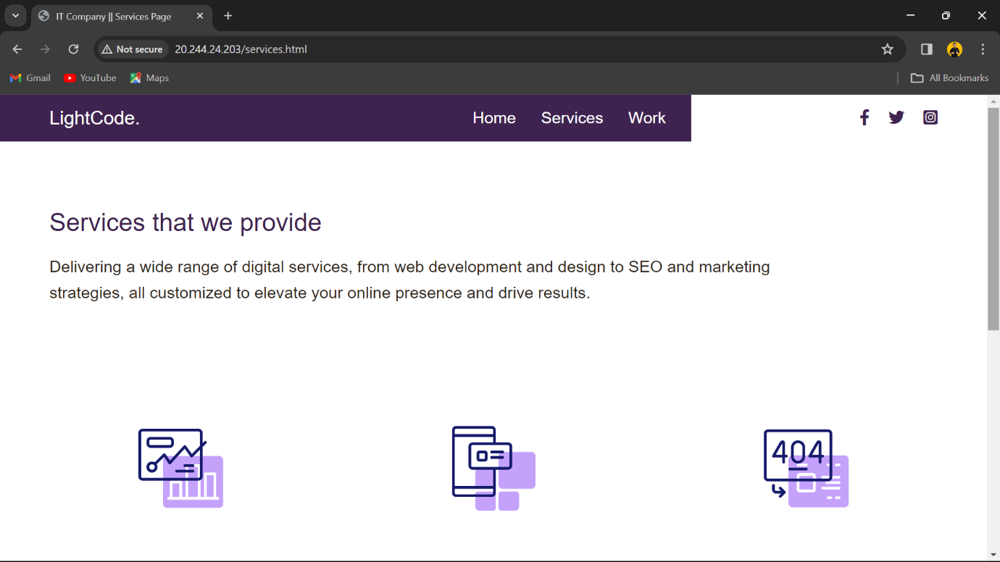 IT Company || Services Page
Not secure 20.244.24.203/services.html
Gmail YouTube Maps All Bookmarks
LightCode. Home Services Work
Services that we provide
Delivering a wide range of digital services, from web development and design to SEO and marketing
strategies, all customized to elevate your online presence and drive results.
404